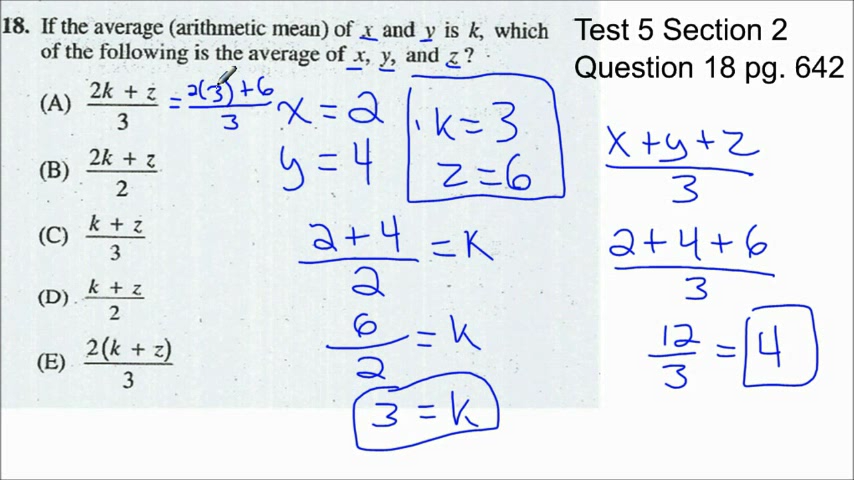 18. If the average (arithmetic mean) of x and y is k, which
of the following is the average of x, y, and z?
Test 5 Section 2
Question 18 pg. 642
(A) 2k + z / 3 = 2(3) + 6 / 3
(B) 2k + z / 2
(C) k + z / 3
(D) k + z / 2
(E) 2(k + z) / 3
x = 2
y = 4
k = 3
z = 6
2 + 4 / 2 = k
6 / 2 = k
3 = k
x + y + z / 3
2 + 4 + 6 / 3
12 / 3 = 4